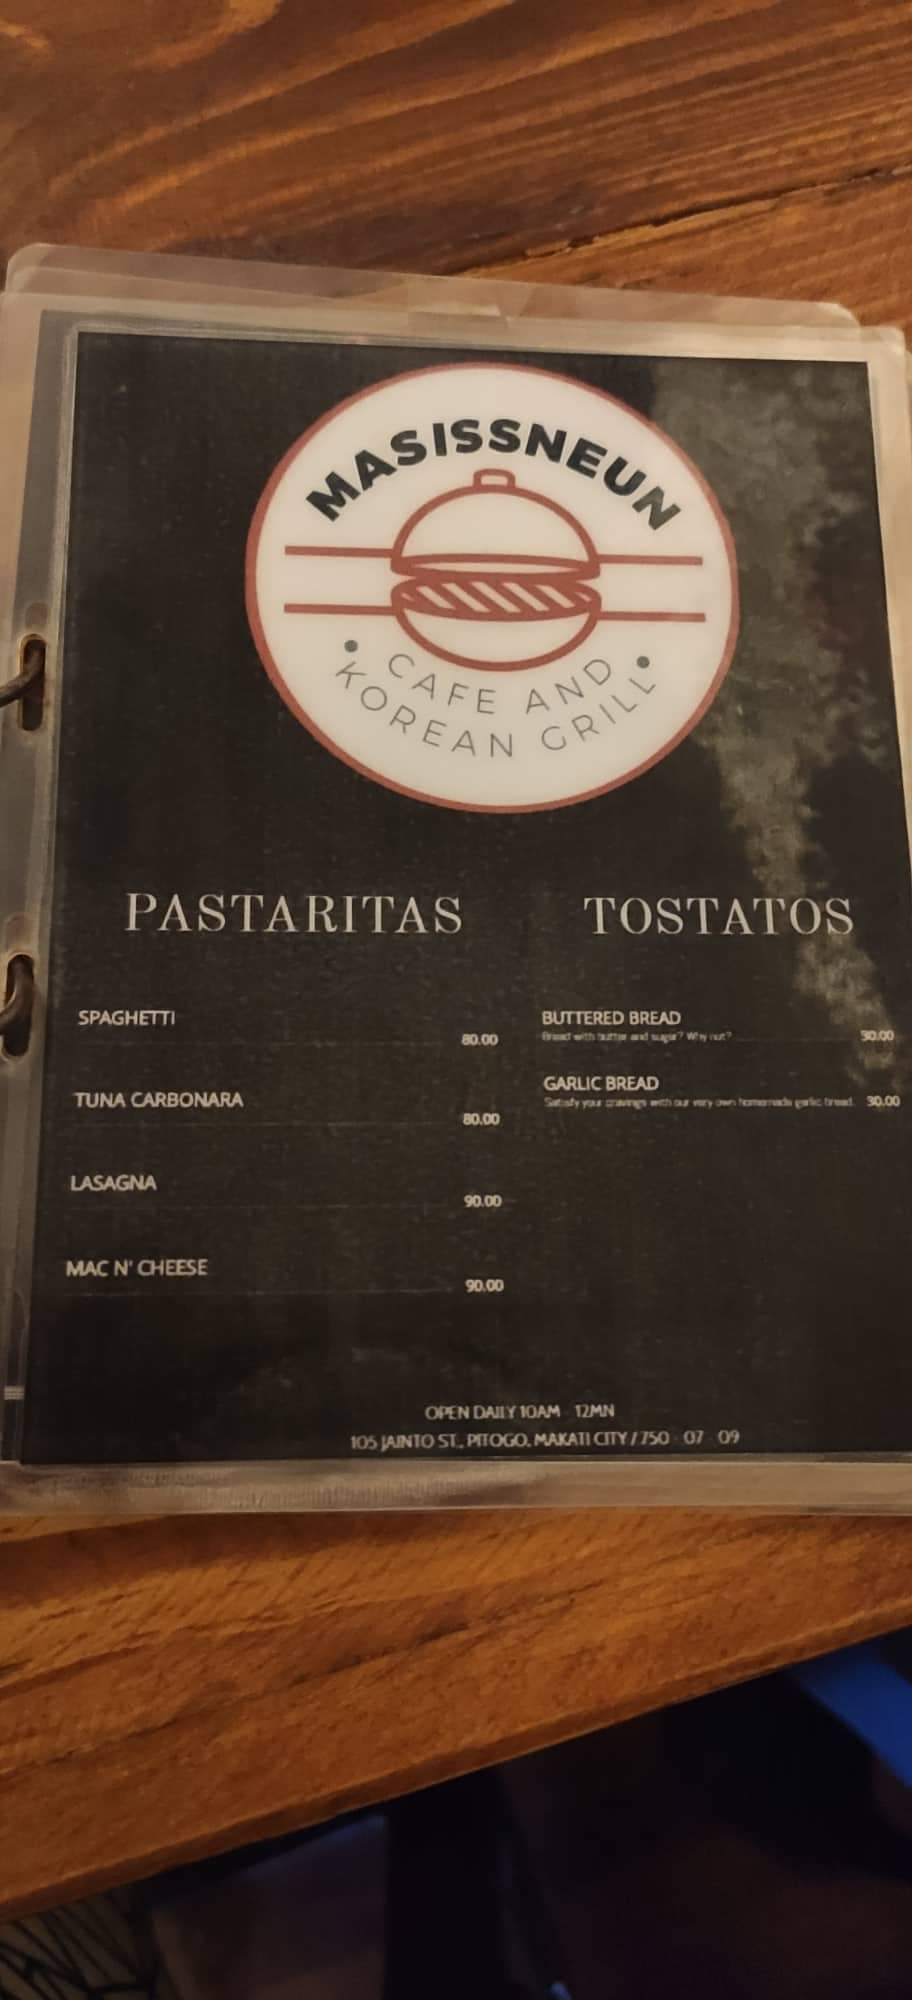 MASISSNEUN
CAFE AND
KOREAN GRILL
PASTARITAS
SPAGHETTI
80.00
TUNA CARBONARA
80.00
LASAGNA
90.00
MAC N' CHEESE
90.00
TOSTATOS
BUTTERED BREAD
Bread with butter and sugar? Why not?
30.00
GARLIC BREAD
Satisfy your cravings with our very own homemade garlic bread. 30.00
OPEN DAILY 10AM - 12MN
105 JAINTO ST., PITOGO, MAKATI CITY / 750 - 07 - 09